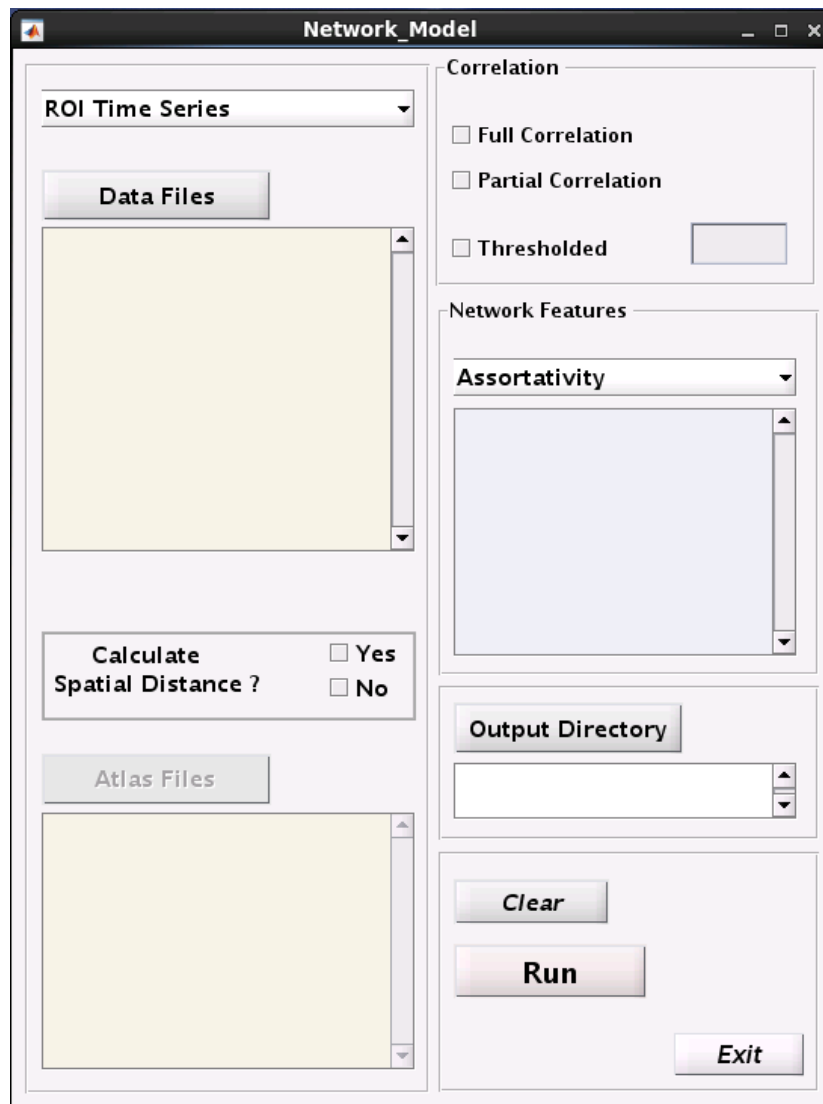 Network_Model
ROI Time Series
Data Files
Calculate
Spatial Distance ?
Yes
No
Atlas Files
Correlation
Full Correlation
Partial Correlation
Thresholded
Network Features
Assortativity
Output Directory
Clear
Run
Exit